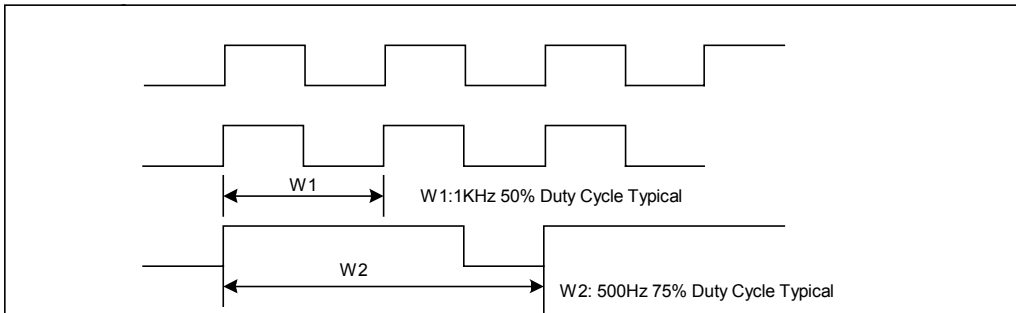 W1
W1:1KHz 50% Duty Cycle Typical
W2
W2: 500Hz 75% Duty Cycle Typical